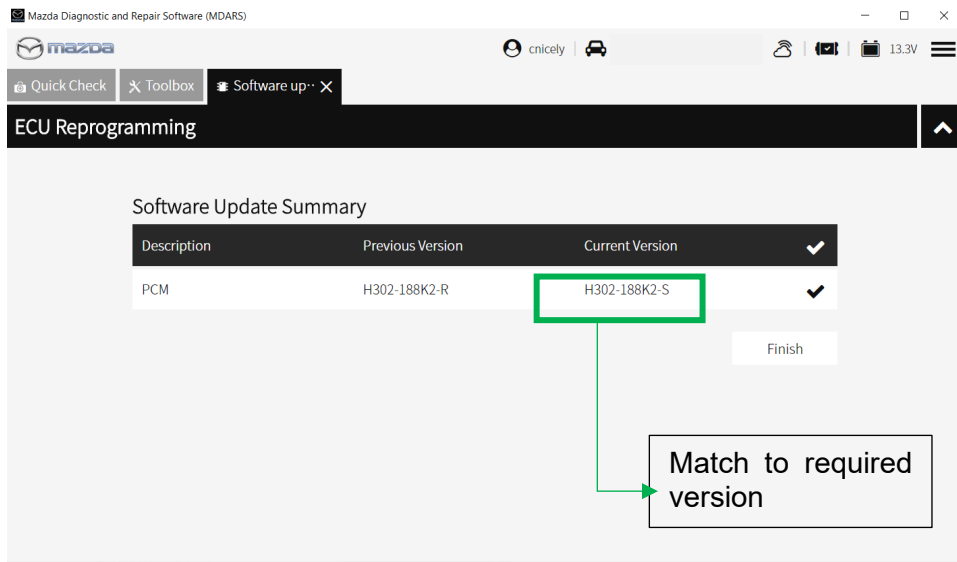 Mazda Diagnostic and Repair Software (MDARS)
mazda
cnicely
13.3V
Quick Check
Toolbox
Software up··
ECU Reprogramming
Software Update Summary
Description Previous Version Current Version
PCM H302-188K2-R H302-188K2-S
Finish
Match to required
version